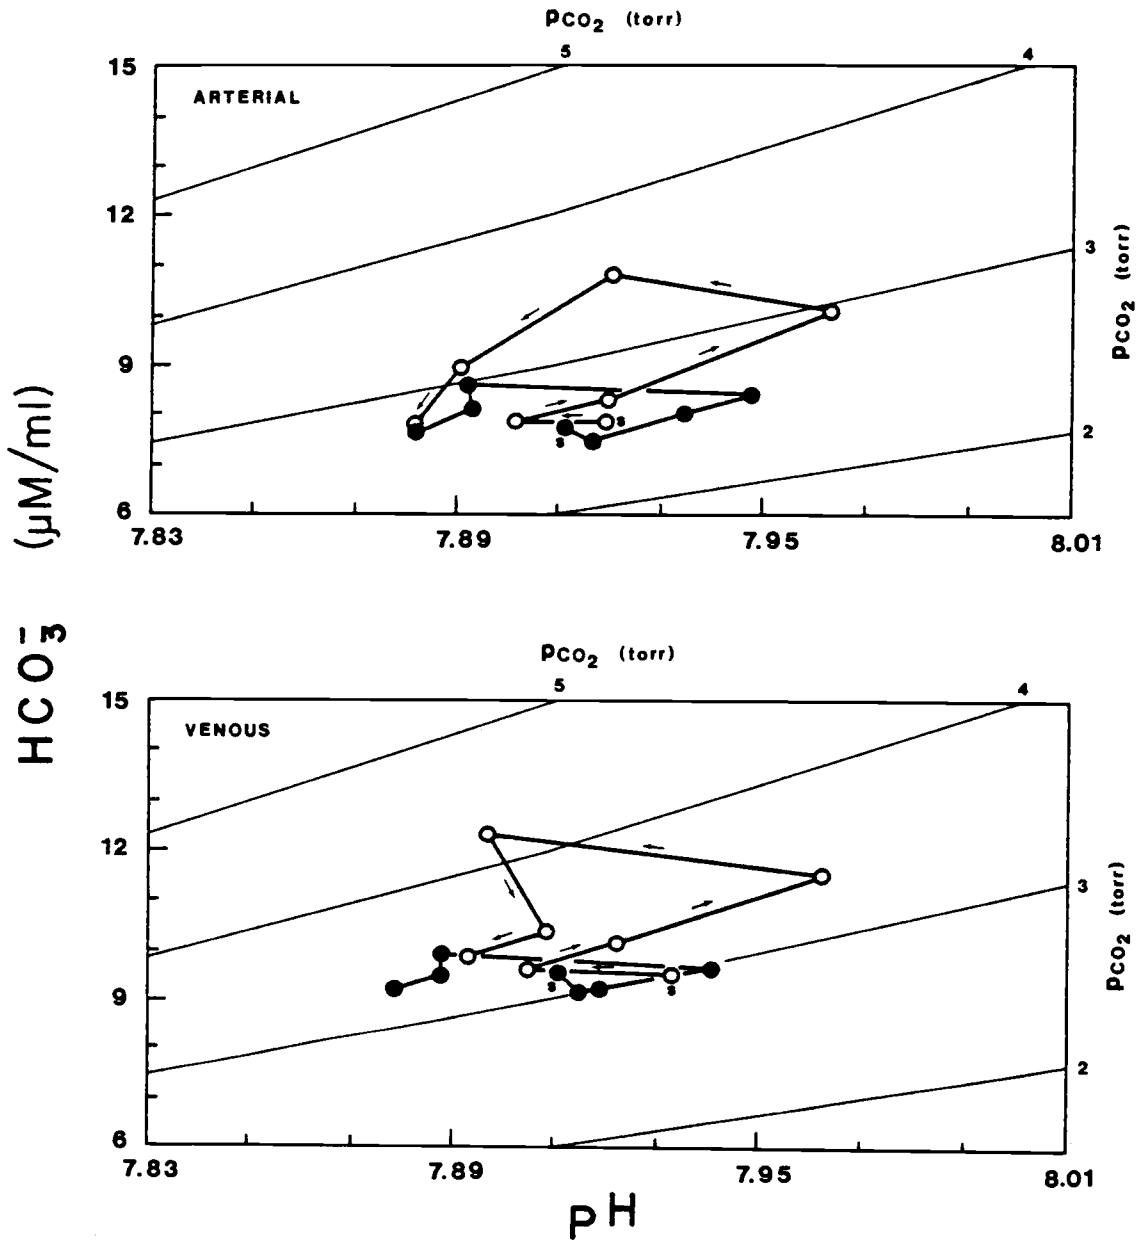 pCO2 (torr)
5
4
15
ARTERIAL
12
3
9
s
s
2
6
7.83
7.89
7.95
8.01
pCO2 (torr)
HCO3− (μM/ml)
pCO2 (torr)
5
4
15
VENOUS
12
3
9
s
s
2
6
7.83
7.89
7.95
8.01
pCO2 (torr)
pH